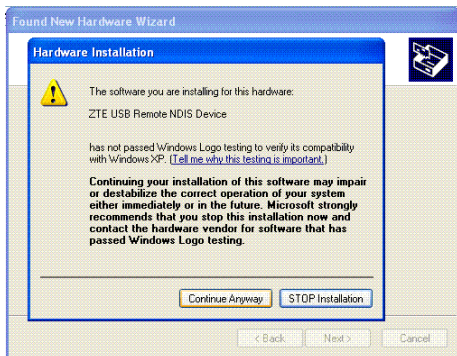 Found New Hardware Wizard
Hardware Installation
The software you are installing for this hardware:
ZTE USB Remote NDIS Device
has not passed Windows Logo testing to verify its compatibility
with Windows XP. (Tell me why this testing is important.)
Continuing your installation of this software may impair
or destabilize the correct operation of your system
either immediately or in the future. Microsoft strongly
recommends that you stop this installation now and
contact the hardware vendor for software that has
passed Windows Logo testing.
Continue Anyway STOP Installation
< Back Next > Cancel